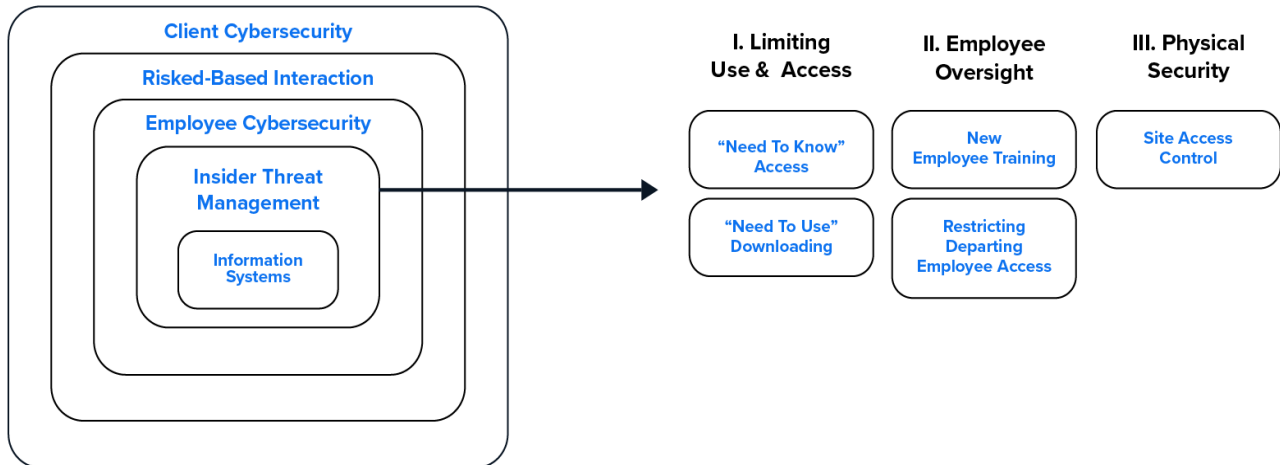 Client Cybersecurity
Risked-Based Interaction
Employee Cybersecurity
Insider Threat
Management
Information
Systems
I. Limiting
Use & Access
“Need To Know”
Access
“Need To Use”
Downloading
II. Employee
Oversight
New
Employee Training
Restricting
Departing
Employee Access
III. Physical
Security
Site Access
Control